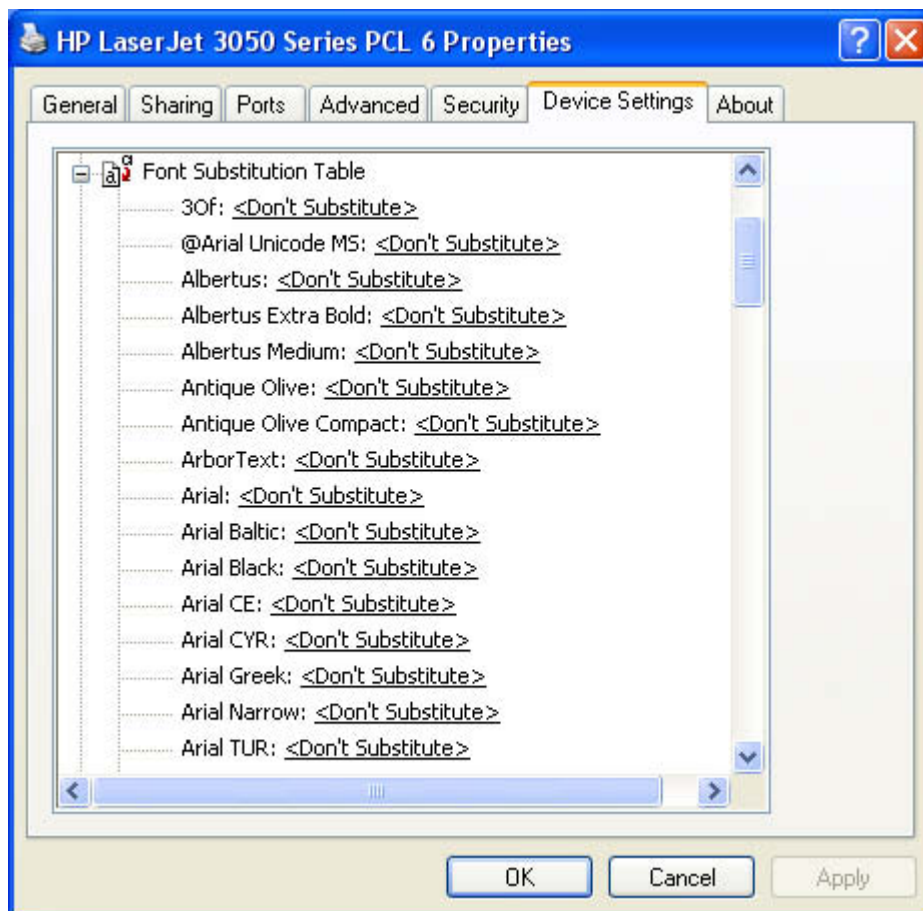 HP LaserJet 3050 Series PCL 6 Properties
General Sharing Ports Advanced Security Device Settings About
Font Substitution Table
3Of: <Don't Substitute>
@Arial Unicode MS: <Don't Substitute>
Albertus: <Don't Substitute>
Albertus Extra Bold: <Don't Substitute>
Albertus Medium: <Don't Substitute>
Antique Olive: <Don't Substitute>
Antique Olive Compact: <Don't Substitute>
ArborText: <Don't Substitute>
Arial: <Don't Substitute>
Arial Baltic: <Don't Substitute>
Arial Black: <Don't Substitute>
Arial CE: <Don't Substitute>
Arial CYR: <Don't Substitute>
Arial Greek: <Don't Substitute>
Arial Narrow: <Don't Substitute>
Arial TUR: <Don't Substitute>
OK Cancel Apply